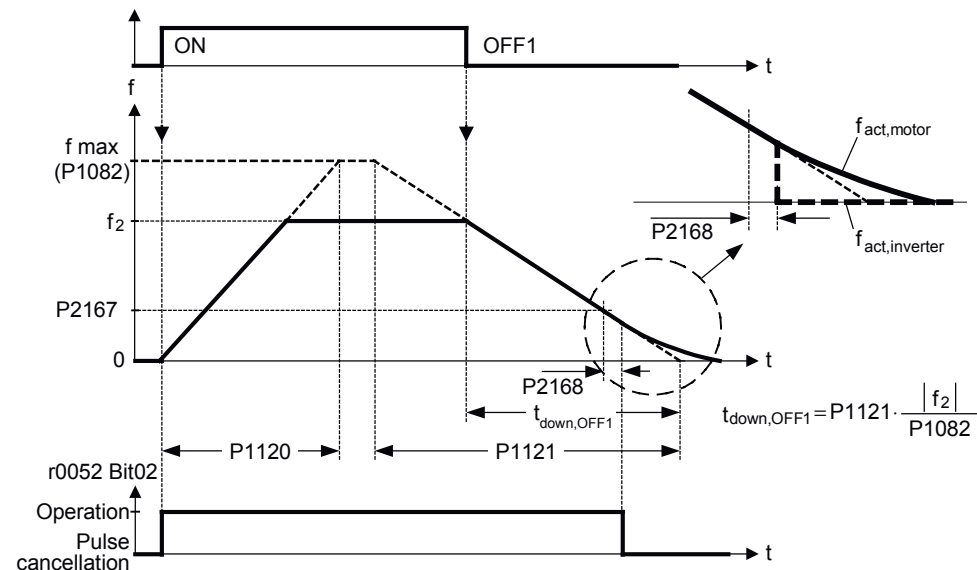 ON
OFF1
t
f
f max
(P1082)
f2
P2167
0
t
P2168
tdown,OFF1
P1120
P1121
fact,motor
P2168
fact,inverter
tdown,OFF1=P1121·|f2|
P1082
r0052 Bit02
Operation
Pulse
cancellation
t